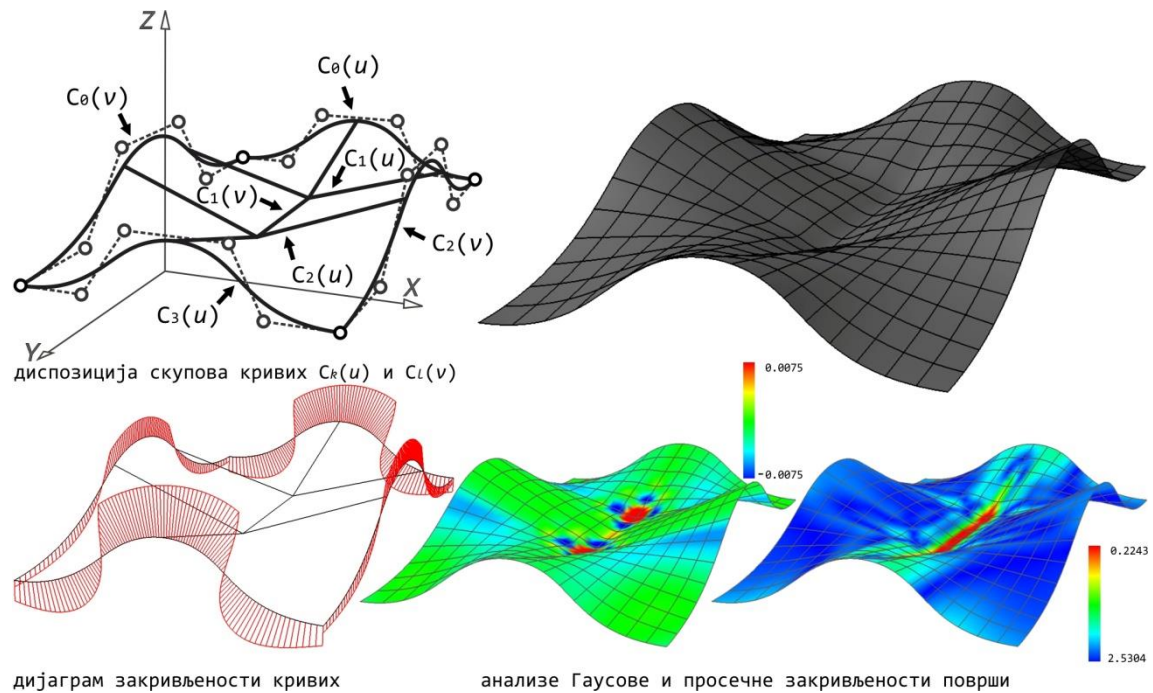 Z
C₀(u)
C₀(v)
C₁(u)
C₁(v)
C₂(v)
C₂(u)
X
C₃(u)
Y
диспозиција скупова кривих Cₖ(u) и Cₗ(v)
0.0075
-0.0075
0.2243
2.5304
дијаграм закривљености кривих
анализе Гаусове и просечне закривљености површи